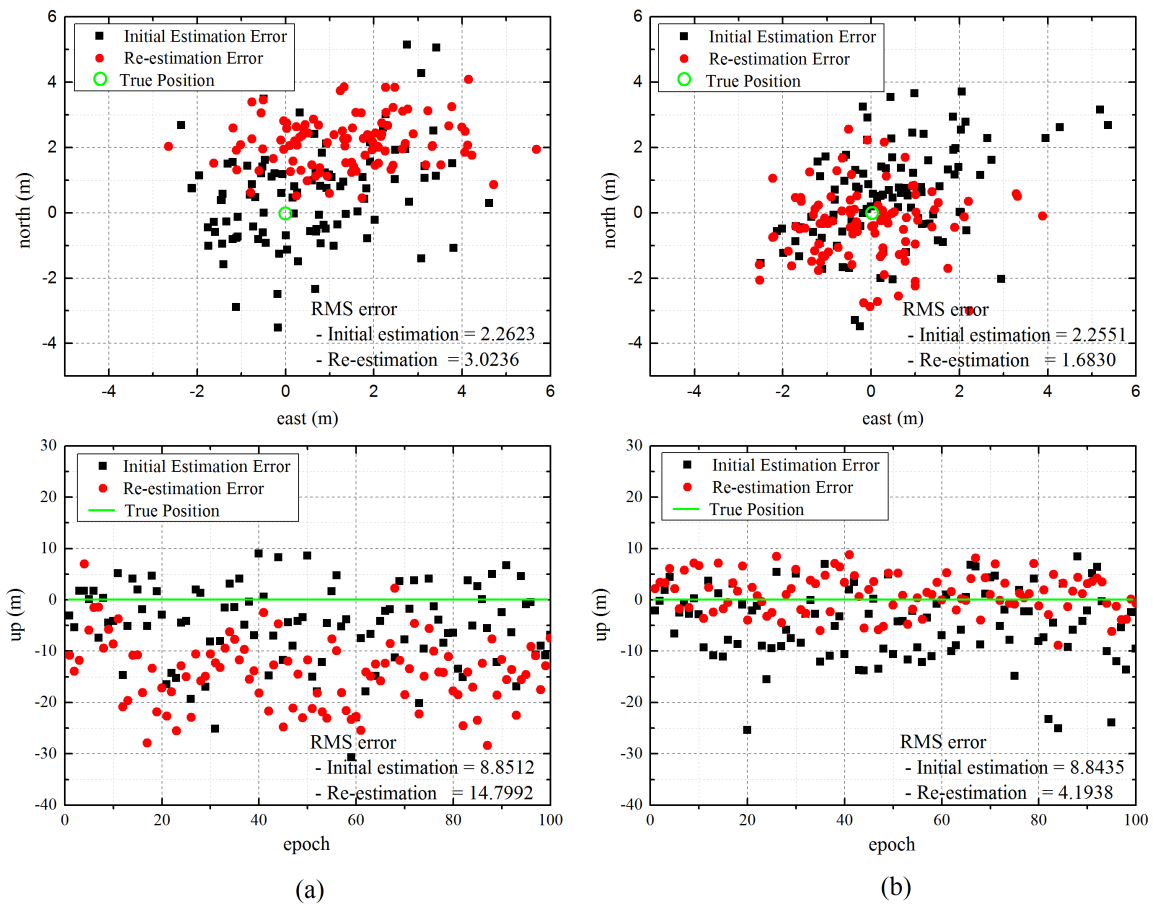 6
4
2
0
-2
-4
north (m)
Initial Estimation Error
Re-estimation Error
True Position
RMS error
- Initial estimation = 2.2623
- Re-estimation = 3.0236
-4 -2 0 2 4 6
east (m)
6
4
2
0
-2
-4
north (m)
Initial Estimation Error
Re-estimation Error
True Position
RMS error
- Initial estimation = 2.2551
- Re-estimation = 1.6830
-4 -2 0 2 4 6
east (m)
30
20
10
0
-10
-20
-30
-40
up (m)
Initial Estimation Error
Re-estimation Error
True Position
RMS error
- Initial estimation = 8.8512
- Re-estimation = 14.7992
0 20 40 60 80 100
epoch
(a)
30
20
10
0
-10
-20
-30
-40
up (m)
Initial Estimation Error
Re-estimation Error
True Position
RMS error
- Initial estimation = 8.8435
- Re-estimation = 4.1938
0 20 40 60 80 100
epoch
(b)